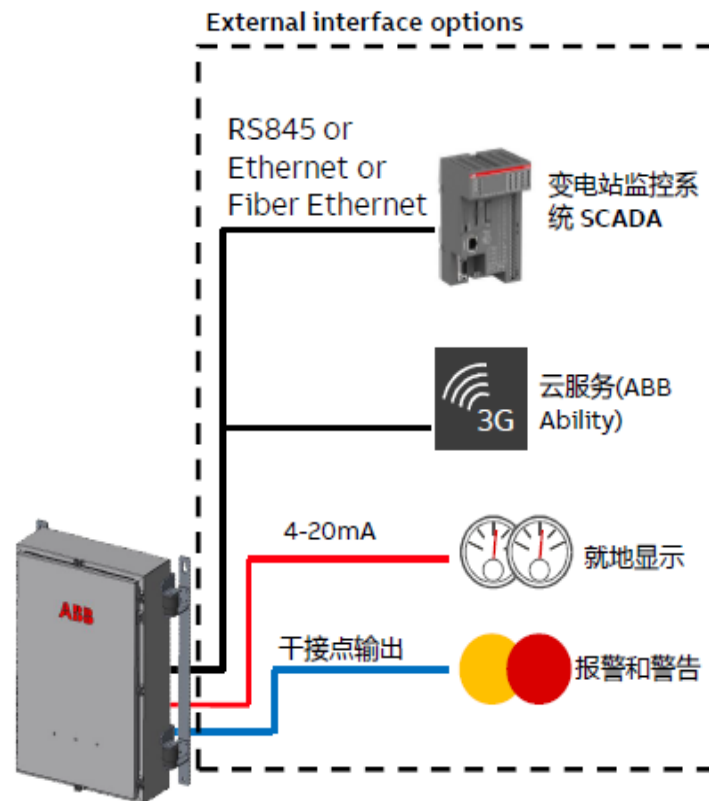 External interface options
RS845 or
Ethernet or
Fiber Ethernet
变电站监控系
统 SCADA
3G
云服务(ABB
Ability)
4-20mA
就地显示
ABB
干接点输出
报警和警告